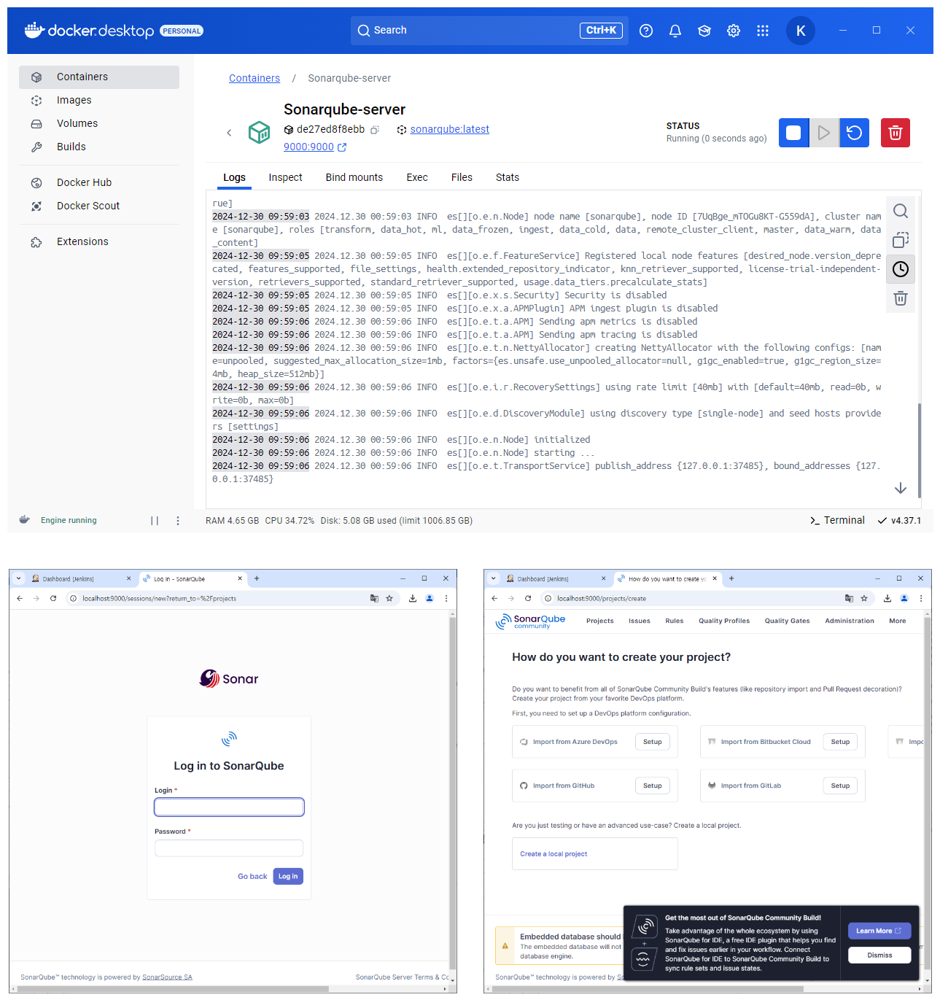 docker.desktop PERSONAL
Search Ctrl+K
K
Containers
Images
Volumes
Builds
Docker Hub
Docker Scout
Extensions
Containers / Sonarqube-server
Sonarqube-server
de27ed8f8ebb sonarqube:latest
9000:9000
STATUS
Running (0 seconds ago)
Logs Inspect Bind mounts Exec Files Stats
rue]
2024-12-30 09:59:03 2024.12.30 00:59:03 INFO es[][o.e.n.Node] node name [sonarqube], node ID [7UqBge_mTOGu8KT-G559dA], cluster nam
e [sonarqube], roles [transform, data_hot, ml, data_frozen, ingest, data_cold, data, remote_cluster_client, master, data_warm, data
_content]
2024-12-30 09:59:05 2024.12.30 00:59:05 INFO es[][o.e.f.FeatureService] Registered local node features [desired_node.version_depre
cated, features_supported, file_settings, health.extended_repository_indicator, knn_retriever_supported, license-trial-independent-
version, retrievers_supported, standard_retriever_supported, usage.data_tiers.precalculate_stats]
2024-12-30 09:59:05 2024.12.30 00:59:05 INFO es[][o.e.x.s.Security] Security is disabled
2024-12-30 09:59:05 2024.12.30 00:59:05 INFO es[][o.e.x.a.APMPlugin] APM ingest plugin is disabled
2024-12-30 09:59:06 2024.12.30 00:59:06 INFO es[][o.e.t.a.APM] Sending apm metrics is disabled
2024-12-30 09:59:06 2024.12.30 00:59:06 INFO es[][o.e.t.a.APM] Sending apm tracing is disabled
2024-12-30 09:59:06 2024.12.30 00:59:06 INFO es[][o.e.t.n.NettyAllocator] creating NettyAllocator with the following configs: [nam
e=unpooled, suggested_max_allocation_size=1mb, factors={es.unsafe.use_unpooled_allocator=null, g1gc_enabled=true, g1gc_region_size=
4mb, heap_size=512mb}]
2024-12-30 09:59:06 2024.12.30 00:59:06 INFO es[][o.e.i.r.RecoverySettings] using rate limit [40mb] with [default=40mb, read=0b, w
rite=0b, max=0b]
2024-12-30 09:59:06 2024.12.30 00:59:06 INFO es[][o.e.d.DiscoveryModule] using discovery type [single-node] and seed hosts provide
rs [settings]
2024-12-30 09:59:06 2024.12.30 00:59:06 INFO es[][o.e.n.Node] initialized
2024-12-30 09:59:06 2024.12.30 00:59:06 INFO es[][o.e.n.Node] starting ...
2024-12-30 09:59:06 2024.12.30 00:59:06 INFO es[][o.e.t.TransportService] publish_address {127.0.0.1:37485}, bound_addresses {127.
0.0.1:37485}
Engine running
RAM 4.65 GB CPU 34.72% Disk: 5.08 GB used (limit 1006.85 GB)
Terminal v4.37.1
Dashboard [Jenkins] Log in - SonarQube
localhost:9000/sessions/new?return_to=%2Fprojects
Sonar
Log in to SonarQube
Login *
Password *
Go back Log in
SonarQube™ technology is powered by SonarSource SA
SonarQube Server Terms & Co
Dashboard [Jenkins] How do you want to create yo
localhost:9000/projects/create
SonarQube community
Projects Issues Rules Quality Profiles Quality Gates Administration More
How do you want to create your project?
Do you want to benefit from all of SonarQube Community Build's features (like repository import and Pull Request decoration)?
Create your project from your favorite DevOps platform.
First, you need to set up a DevOps platform configuration.
Import from Azure DevOps Setup
Import from Bitbucket Cloud Setup
Impo
Import from GitHub Setup
Import from GitLab Setup
Are you just testing or have an advanced use-case? Create a local project.
Create a local project
Embedded database should
The embedded database will not
database engine.
Get the most out of SonarQube Community Build!
Take advantage of the whole ecosystem by using
SonarQube for IDE, a free IDE plugin that helps you find
and fix issues earlier in your workflow. Connect
SonarQube for IDE to SonarQube Community Build to
sync rule sets and issue states.
Learn More
Dismiss
SonarQube™ technology is powered by